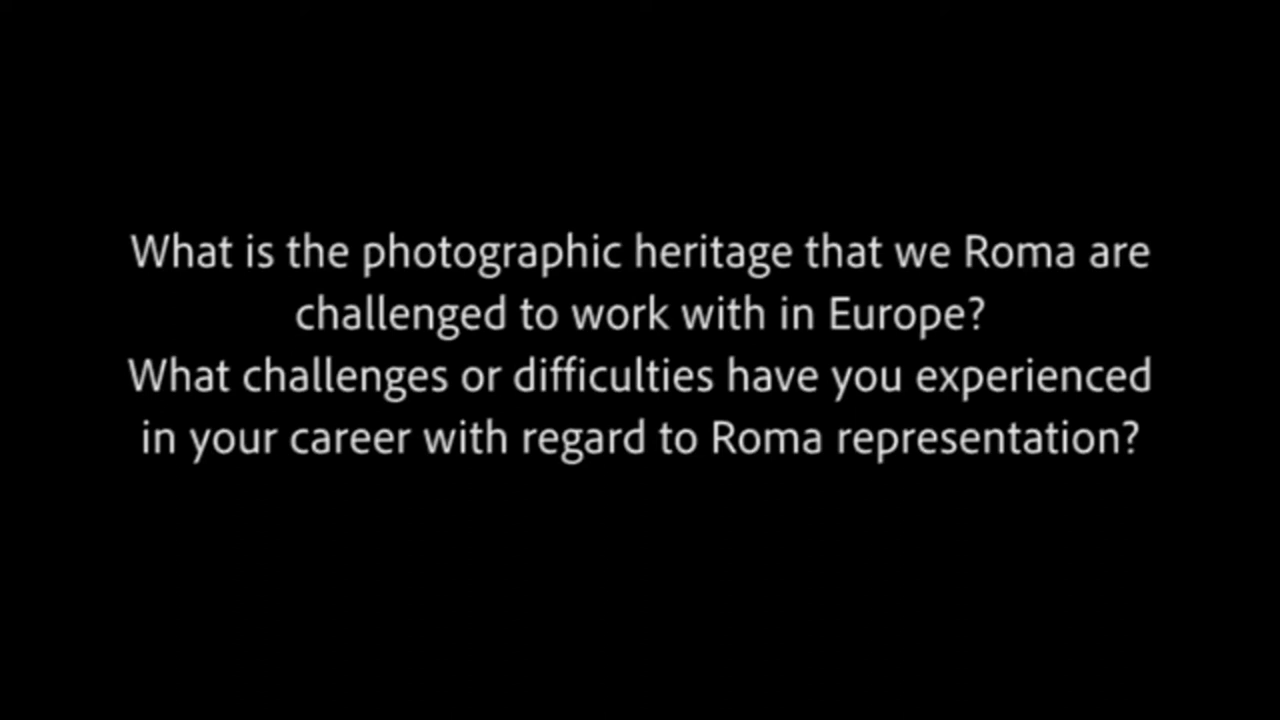 What is the photographic heritage that we Roma are
challenged to work with in Europe?
What challenges or difficulties have you experienced
in your career with regard to Roma representation?